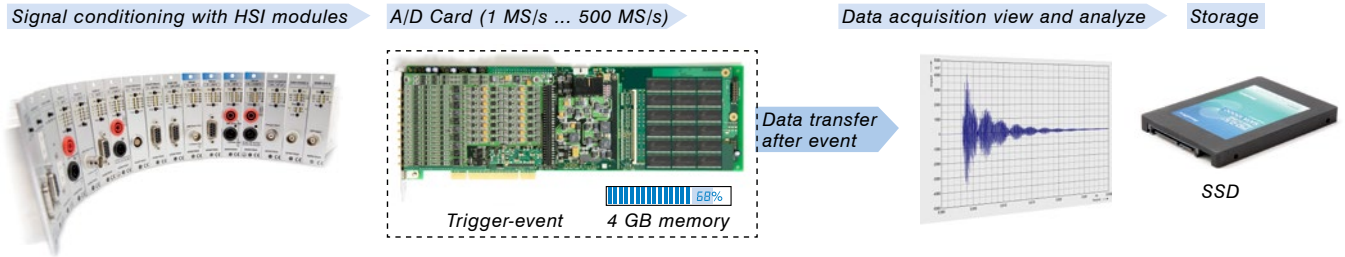 Signal conditioning with HSI modules
A/D Card (1 MS/s ... 500 MS/s)
Data acquisition view and analyze
Storage
Data transfer
after event
68%
Trigger-event
4 GB memory
SSD